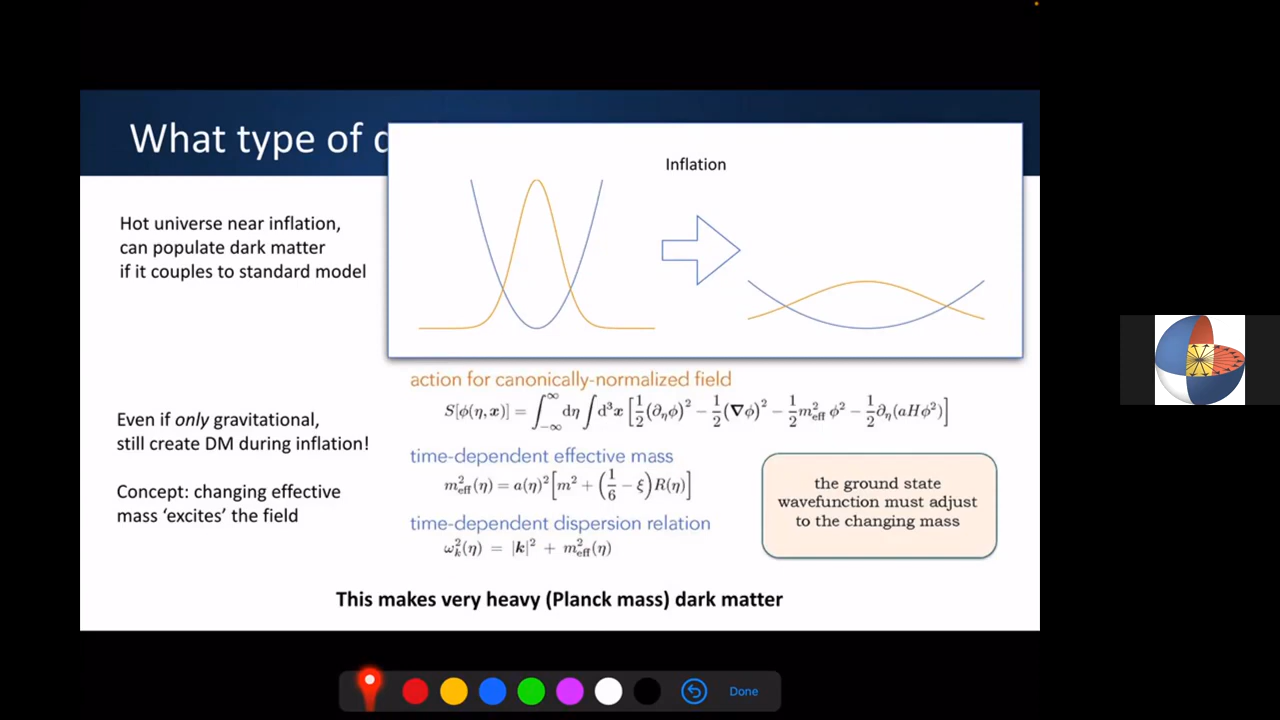 What type of d
Inflation
Hot universe near inflation,
can populate dark matter
if it couples to standard model
action for canonically-normalized field
S[ϕ(η, x)] = ∫_{-∞}^{∞} dη ∫ d³x [ 1/2 (∂_η ϕ)² − 1/2 (∇ϕ)² − 1/2 m²_eff ϕ² − 1/2 ∂_η(aHϕ²) ]
Even if only gravitational,
still create DM during inflation!
time-dependent effective mass
m²_eff(η) = a(η)² [ m² + ( 1/6 − ξ ) R(η) ]
Concept: changing effective
mass ‘excites’ the field
time-dependent dispersion relation
ω²_k(η) = |k|² + m²_eff(η)
the ground state
wavefunction must adjust
to the changing mass
This makes very heavy (Planck mass) dark matter
Done